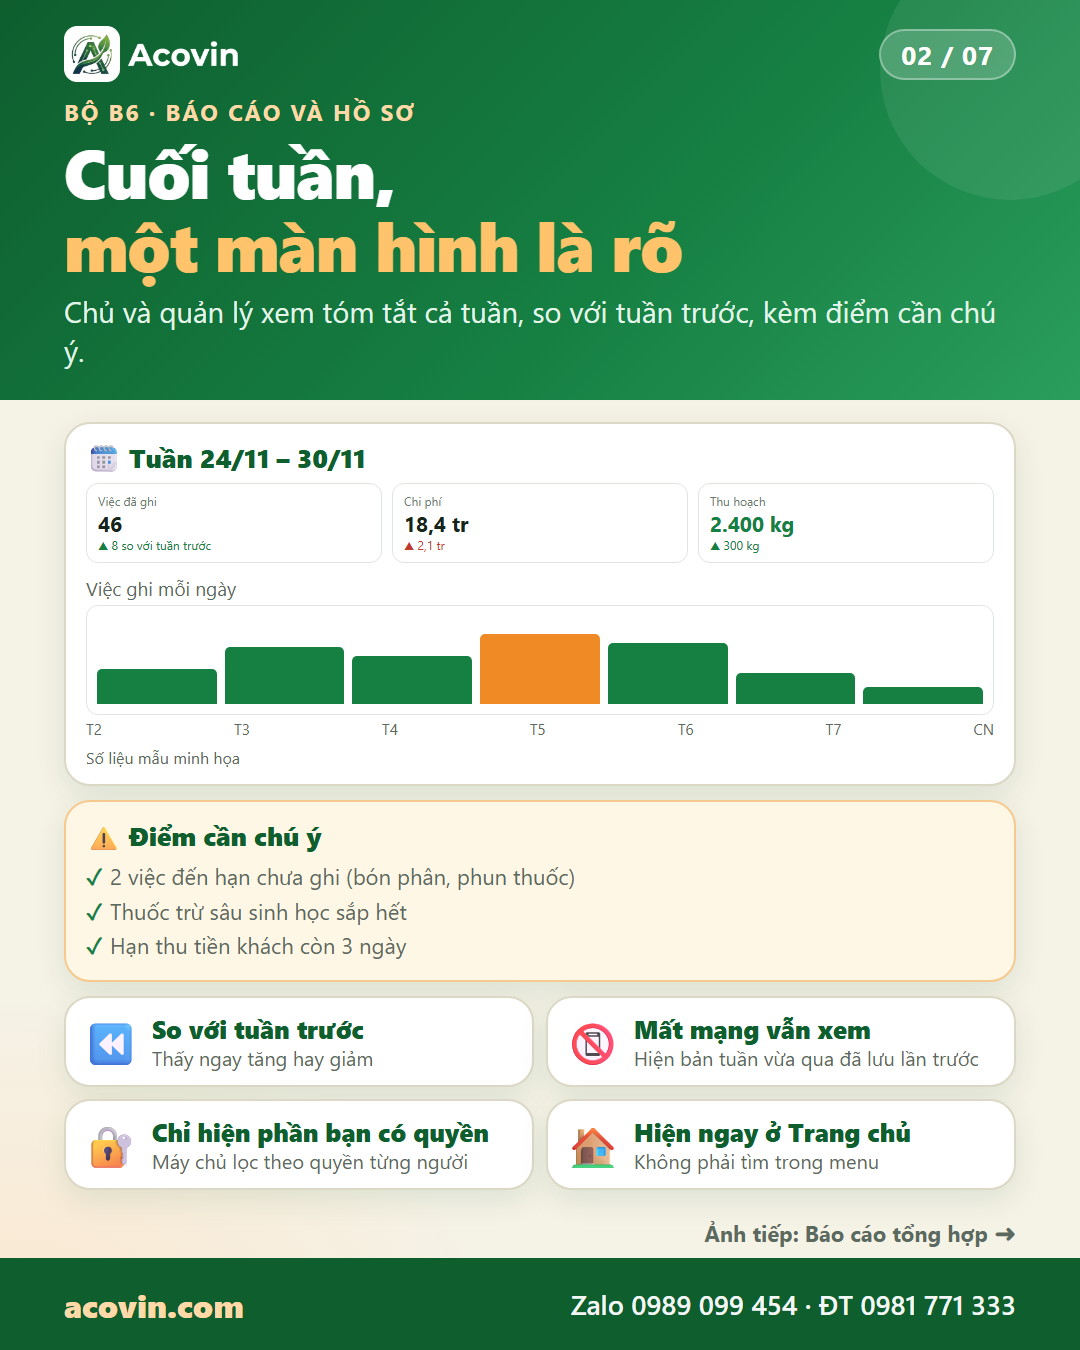 Acovin
02 / 07
BỘ B6 · BÁO CÁO VÀ HỒ SƠ
Cuối tuần,
một màn hình là rõ
Chủ và quản lý xem tóm tắt cả tuần, so với tuần trước, kèm điểm cần chú
ý.
Tuần 24/11 – 30/11
Việc đã ghi
46
▲ 8 so với tuần trước
Chi phí
18,4 tr
▲ 2,1 tr
Thu hoạch
2.400 kg
▲ 300 kg
Việc ghi mỗi ngày
T2 T3 T4 T5 T6 T7 CN
Số liệu mẫu minh họa
Điểm cần chú ý
✓ 2 việc đến hạn chưa ghi (bón phân, phun thuốc)
✓ Thuốc trừ sâu sinh học sắp hết
✓ Hạn thu tiền khách còn 3 ngày
So với tuần trước
Thấy ngay tăng hay giảm
Mất mạng vẫn xem
Hiện bản tuần vừa qua đã lưu lần trước
Chỉ hiện phần bạn có quyền
Máy chủ lọc theo quyền từng người
Hiện ngay ở Trang chủ
Không phải tìm trong menu
Ảnh tiếp: Báo cáo tổng hợp ➜
acovin.com
Zalo 0989 099 454 · ĐT 0981 771 333